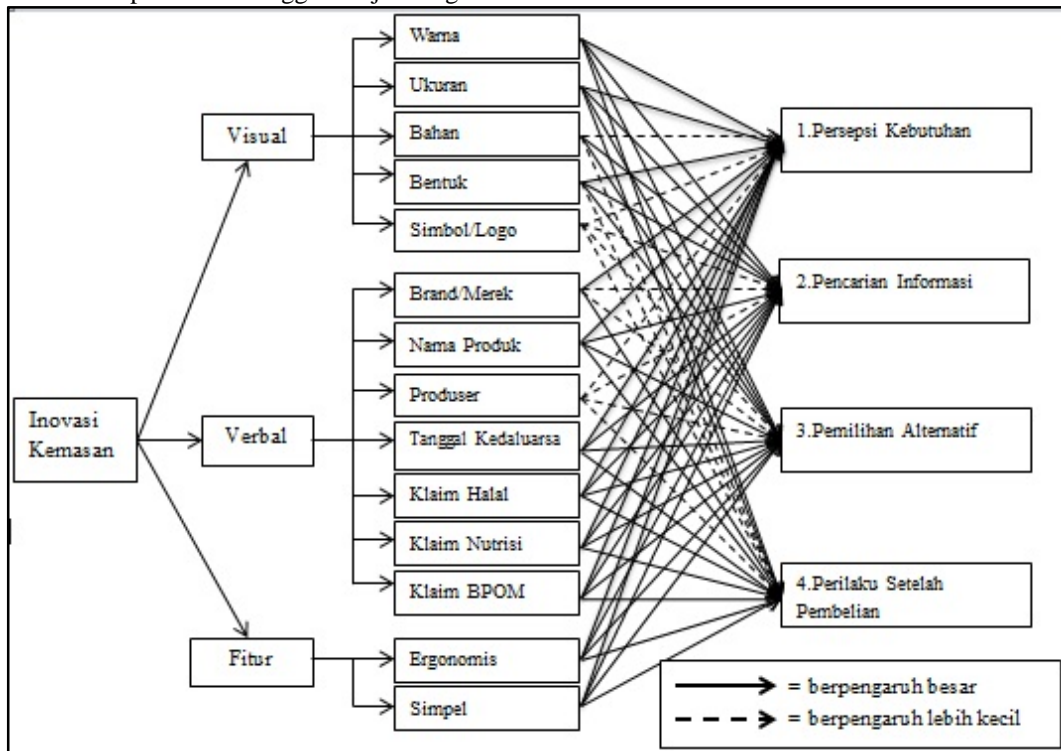 Warna
Ukuran
Visual
Bahan
1.Persepsi Kebutuhan
Bentuk
Simbol/Logo
Brand/Merek
2.Pencarian Informasi
Nama Produk
Produser
Inovasi
Kemasan
Verbal
Tanggal Kedaluarsa
3.Pemilihan Alternatif
Klaim Halal
Klaim Nutrisi
Klaim BPOM
4.Perilaku Setelah
Pembelian
Fitur
Ergonomis
Simpel
= berpengaruh besar
= berpengaruh lebih kecil